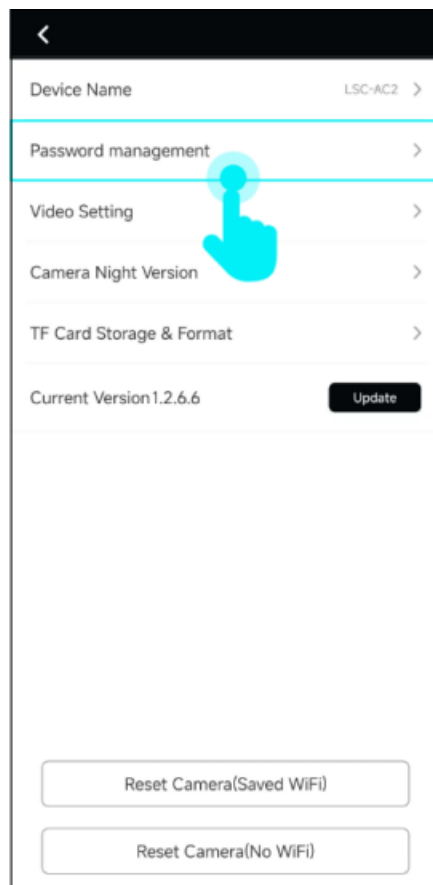 Device Name LSC-AC2
Password management
Video Setting
Camera Night Version
TF Card Storage & Format
Current Version1.2.6.6 Update
Reset Camera(Saved WiFi)
Reset Camera(No WiFi)